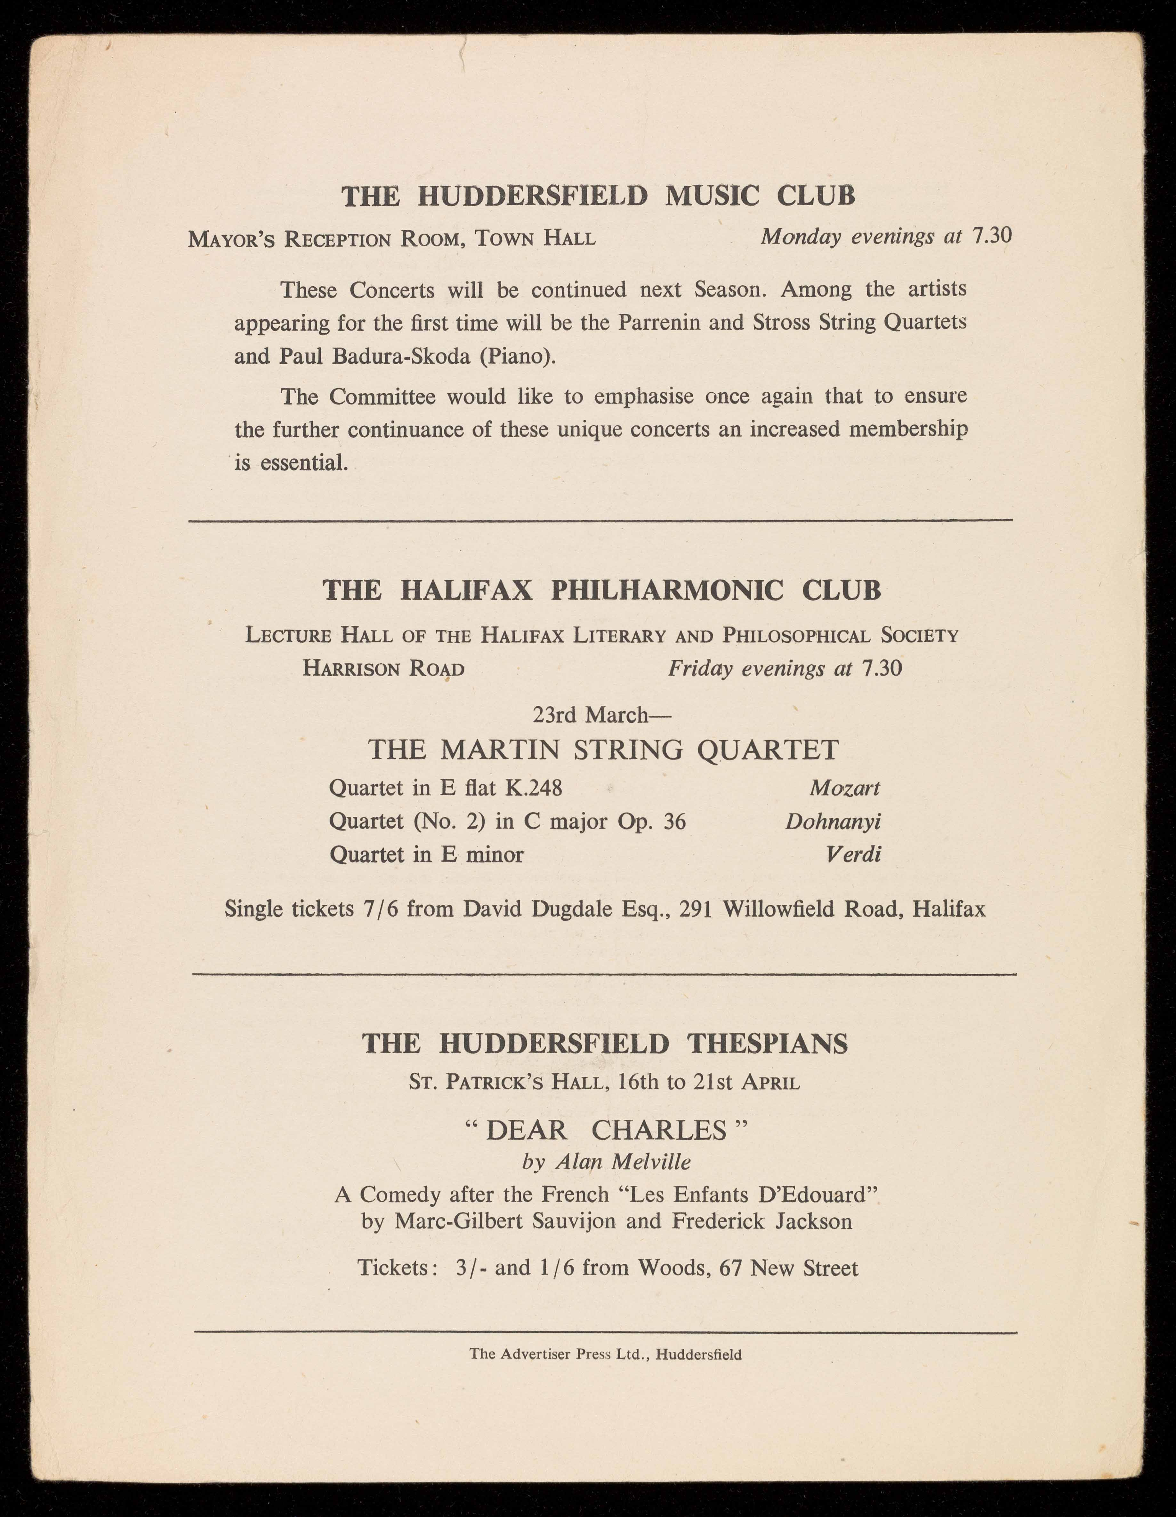 THE HUDDERSFIELD MUSIC CLUB
MAYOR'S RECEPTION ROOM, TOWN HALL Monday evenings at 7.30
These Concerts will be continued next Season. Among the artists
appearing for the first time will be the Parrenin and Stross String Quartets
and Paul Badura-Skoda (Piano).
The Committee would like to emphasise once again that to ensure
the further continuance of these unique concerts an increased membership
is essential.
THE HALIFAX PHILHARMONIC CLUB
LECTURE HALL OF THE HALIFAX LITERARY AND PHILOSOPHICAL SOCIETY
HARRISON ROAD Friday evenings at 7.30
23rd March—
THE MARTIN STRING QUARTET
Quartet in E flat K.248 Mozart
Quartet (No. 2) in C major Op. 36 Dohnanyi
Quartet in E minor Verdi
Single tickets 7/6 from David Dugdale Esq., 291 Willowfield Road, Halifax
THE HUDDERSFIELD THESPIANS
ST. PATRICK'S HALL, 16th to 21st APRIL
“ DEAR CHARLES ”
by Alan Melville
A Comedy after the French “Les Enfants D'Edouard”
by Marc-Gilbert Sauvijon and Frederick Jackson
Tickets : 3/- and 1/6 from Woods, 67 New Street
The Advertiser Press Ltd., Huddersfield